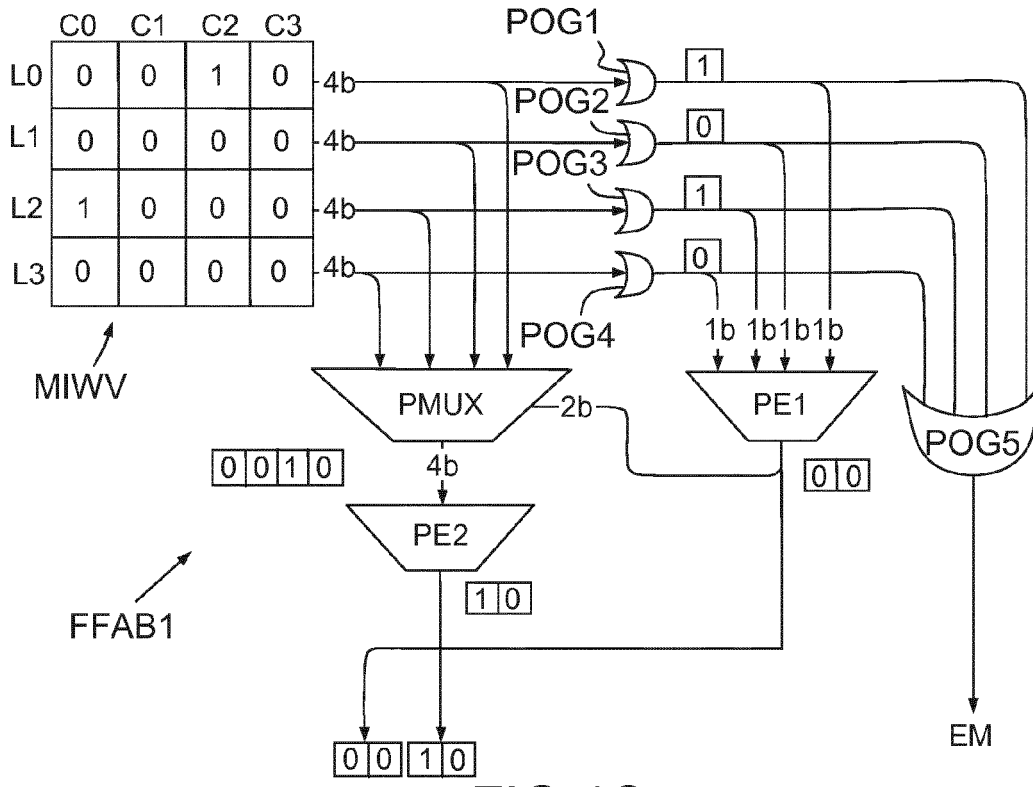 C0 C1 C2 C3
L0 0 0 1 0 4b
L1 0 0 0 0 4b
L2 1 0 0 0 4b
L3 0 0 0 0 4b
MIWV
POG1
1
POG2
0
POG3
1
0
POG4
1b 1b 1b 1b
PMUX 2b PE1
POG5
0 0 1 0 4b 0 0
PE2
1 0
FFAB1
EM
0 0 1 0